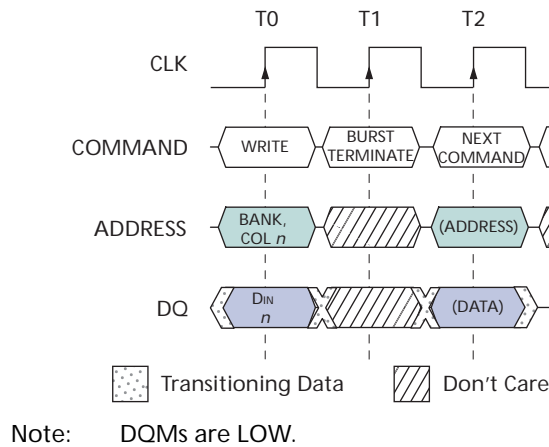 T0 T1 T2
CLK
COMMAND
WRITE
BURST
TERMINATE
NEXT
COMMAND
ADDRESS
BANK,
COL n
(ADDRESS)
DQ
DIN
n
(DATA)
Transitioning Data
Don't Care
Note: DQMs are LOW.